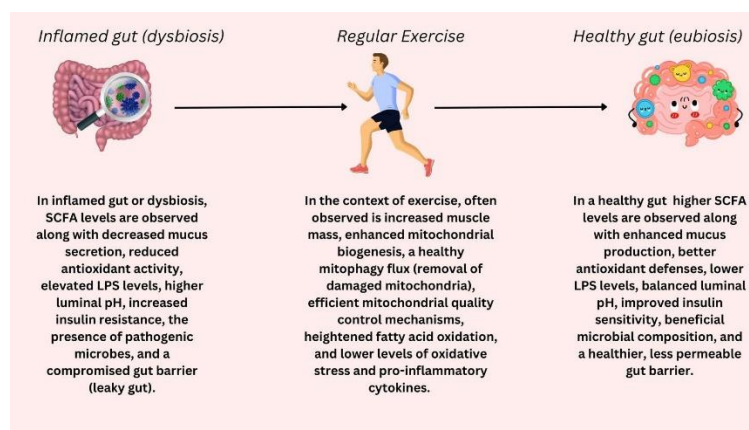 Inflamed gut (dysbiosis)
Regular Exercise
Healthy gut (eubiosis)
In inflamed gut or dysbiosis,
SCFA levels are observed
along with decreased mucus
secretion, reduced
antioxidant activity,
elevated LPS levels, higher
luminal pH, increased
insulin resistance, the
presence of pathogenic
microbes, and a
compromised gut barrier
(leaky gut).
In the context of exercise, often
observed is increased muscle
mass, enhanced mitochondrial
biogenesis, a healthy
mitophagy flux (removal of
damaged mitochondria),
efficient mitochondrial quality
control mechanisms,
heightened fatty acid oxidation,
and lower levels of oxidative
stress and pro-inflammatory
cytokines.
In a healthy gut higher SCFA
levels are observed along
with enhanced mucus
production, better
antioxidant defenses, lower
LPS levels, balanced luminal
pH, improved insulin
sensitivity, beneficial
microbial composition, and
a healthier, less permeable
gut barrier.